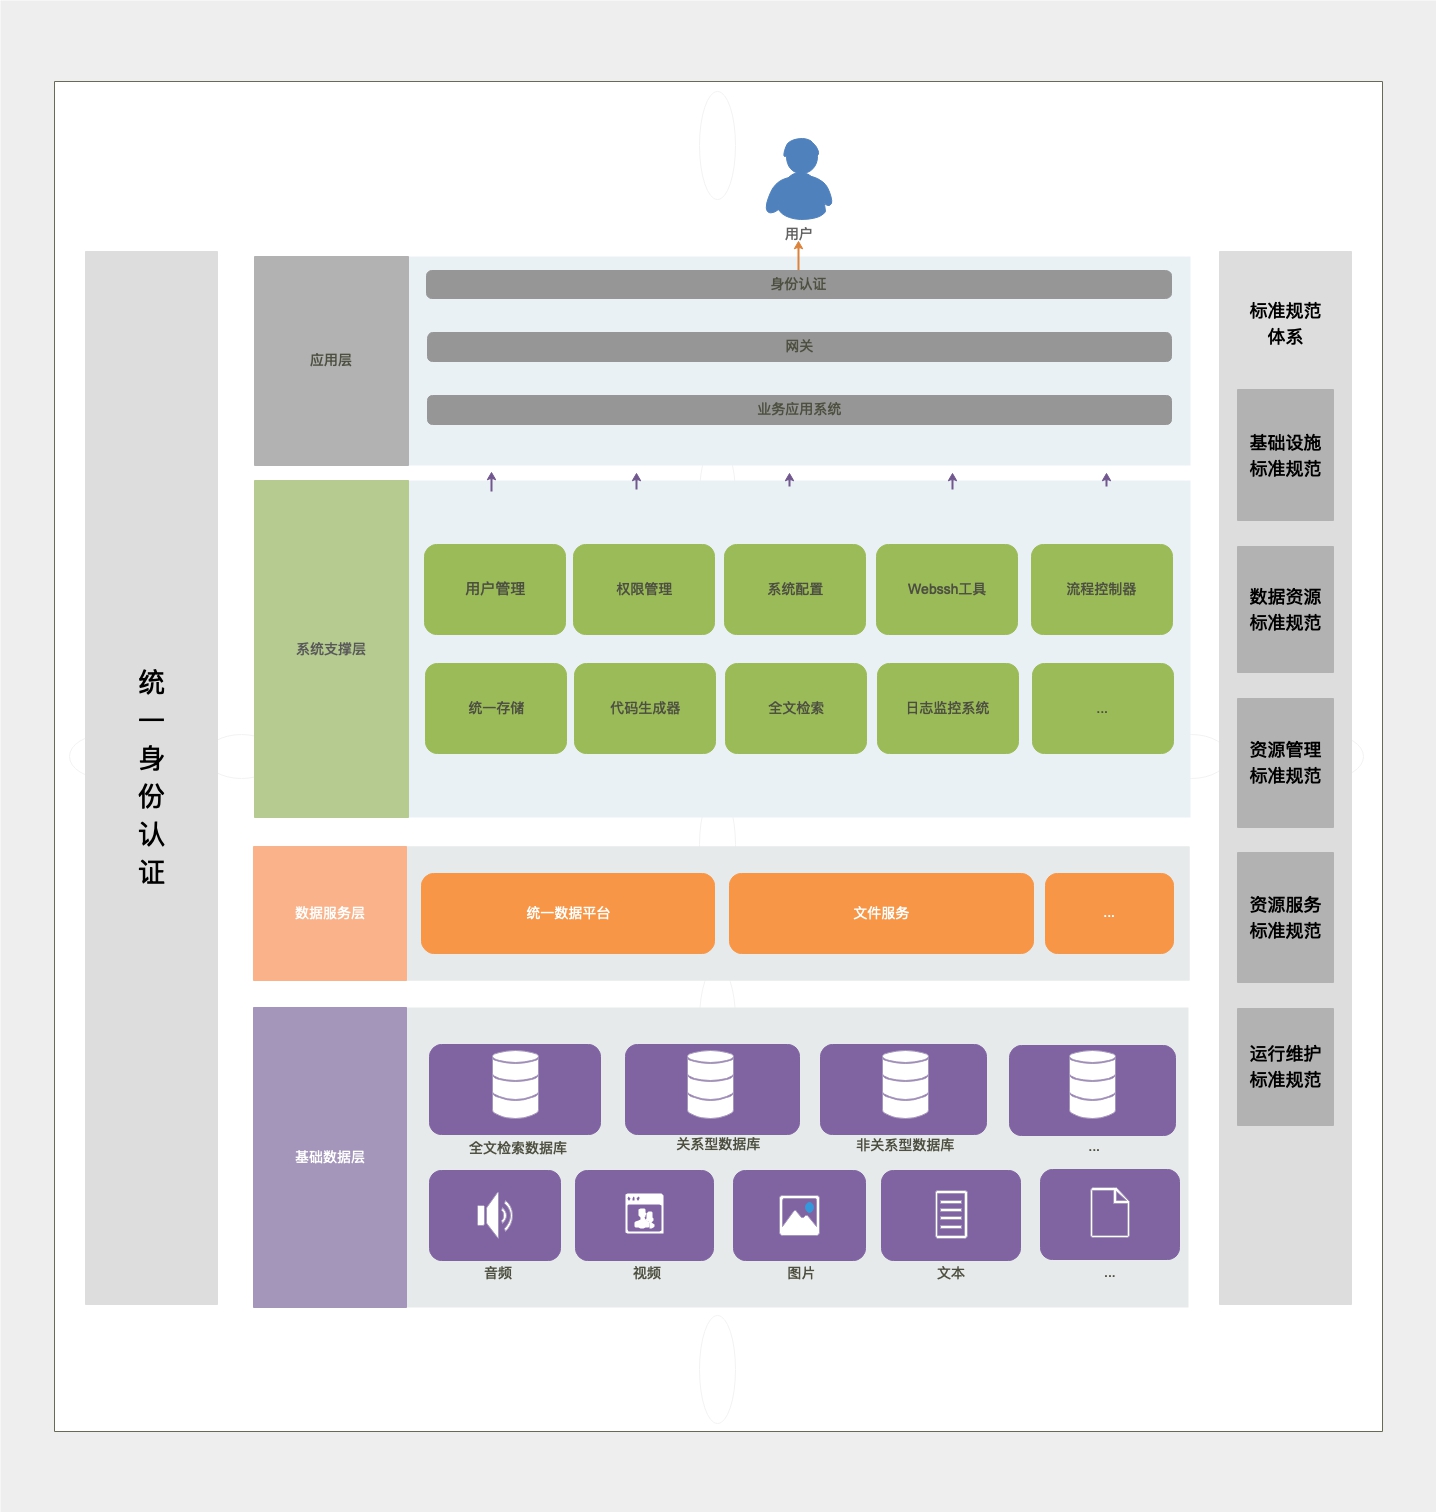 用户
统
一
身
份
认
证
应用层
身份认证
网关
业务应用系统
系统支撑层
用户管理
权限管理
系统配置
Webssh工具
流程控制器
统一存储
代码生成器
全文检索
日志监控系统
...
数据服务层
统一数据平台
文件服务
...
基础数据层
全文检索数据库
关系型数据库
非关系型数据库
...
音频
视频
图片
文本
...
标准规范
体系
基础设施
标准规范
数据资源
标准规范
资源管理
标准规范
资源服务
标准规范
运行维护
标准规范